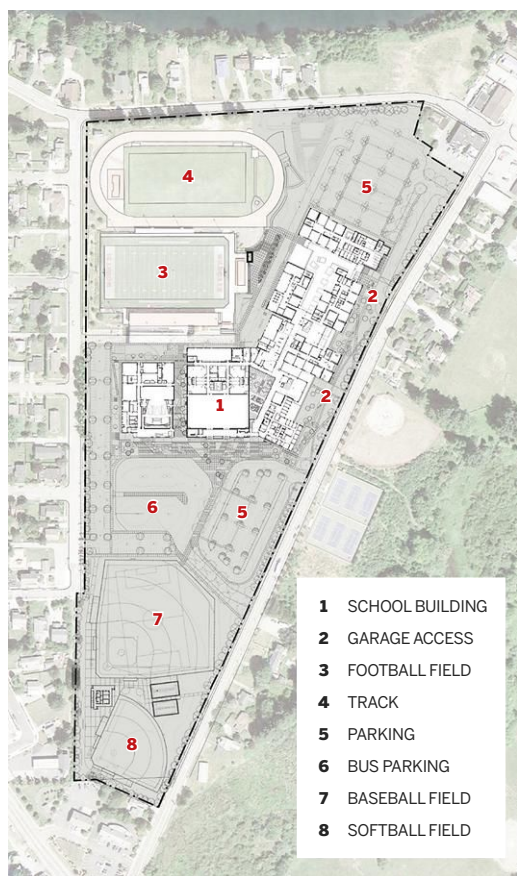 4
5
3
2
2
1
6
5
7
8
1 SCHOOL BUILDING
2 GARAGE ACCESS
3 FOOTBALL FIELD
4 TRACK
5 PARKING
6 BUS PARKING
7 BASEBALL FIELD
8 SOFTBALL FIELD